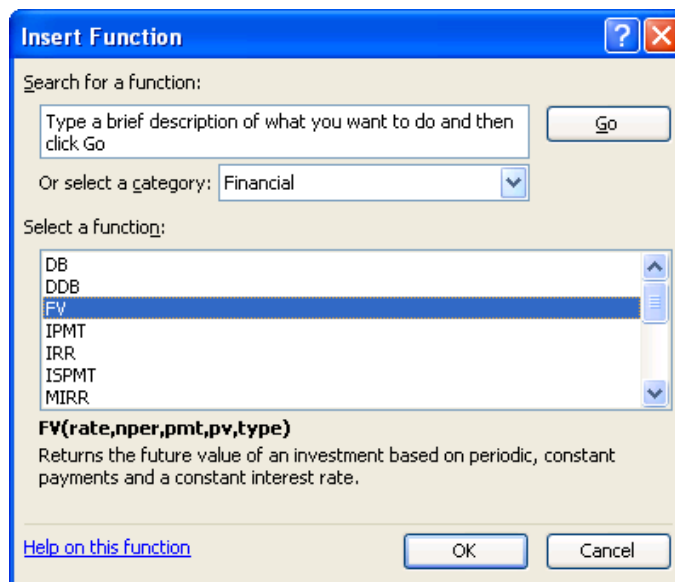 Insert Function
Search for a function:
Type a brief description of what you want to do and then
click Go
Go
Or select a category: Financial
Select a function:
DB
DDB
FV
IPMT
IRR
ISPMT
MIRR
FV(rate,nper,pmt,pv,type)
Returns the future value of an investment based on periodic, constant
payments and a constant interest rate.
Help on this function
OK
Cancel